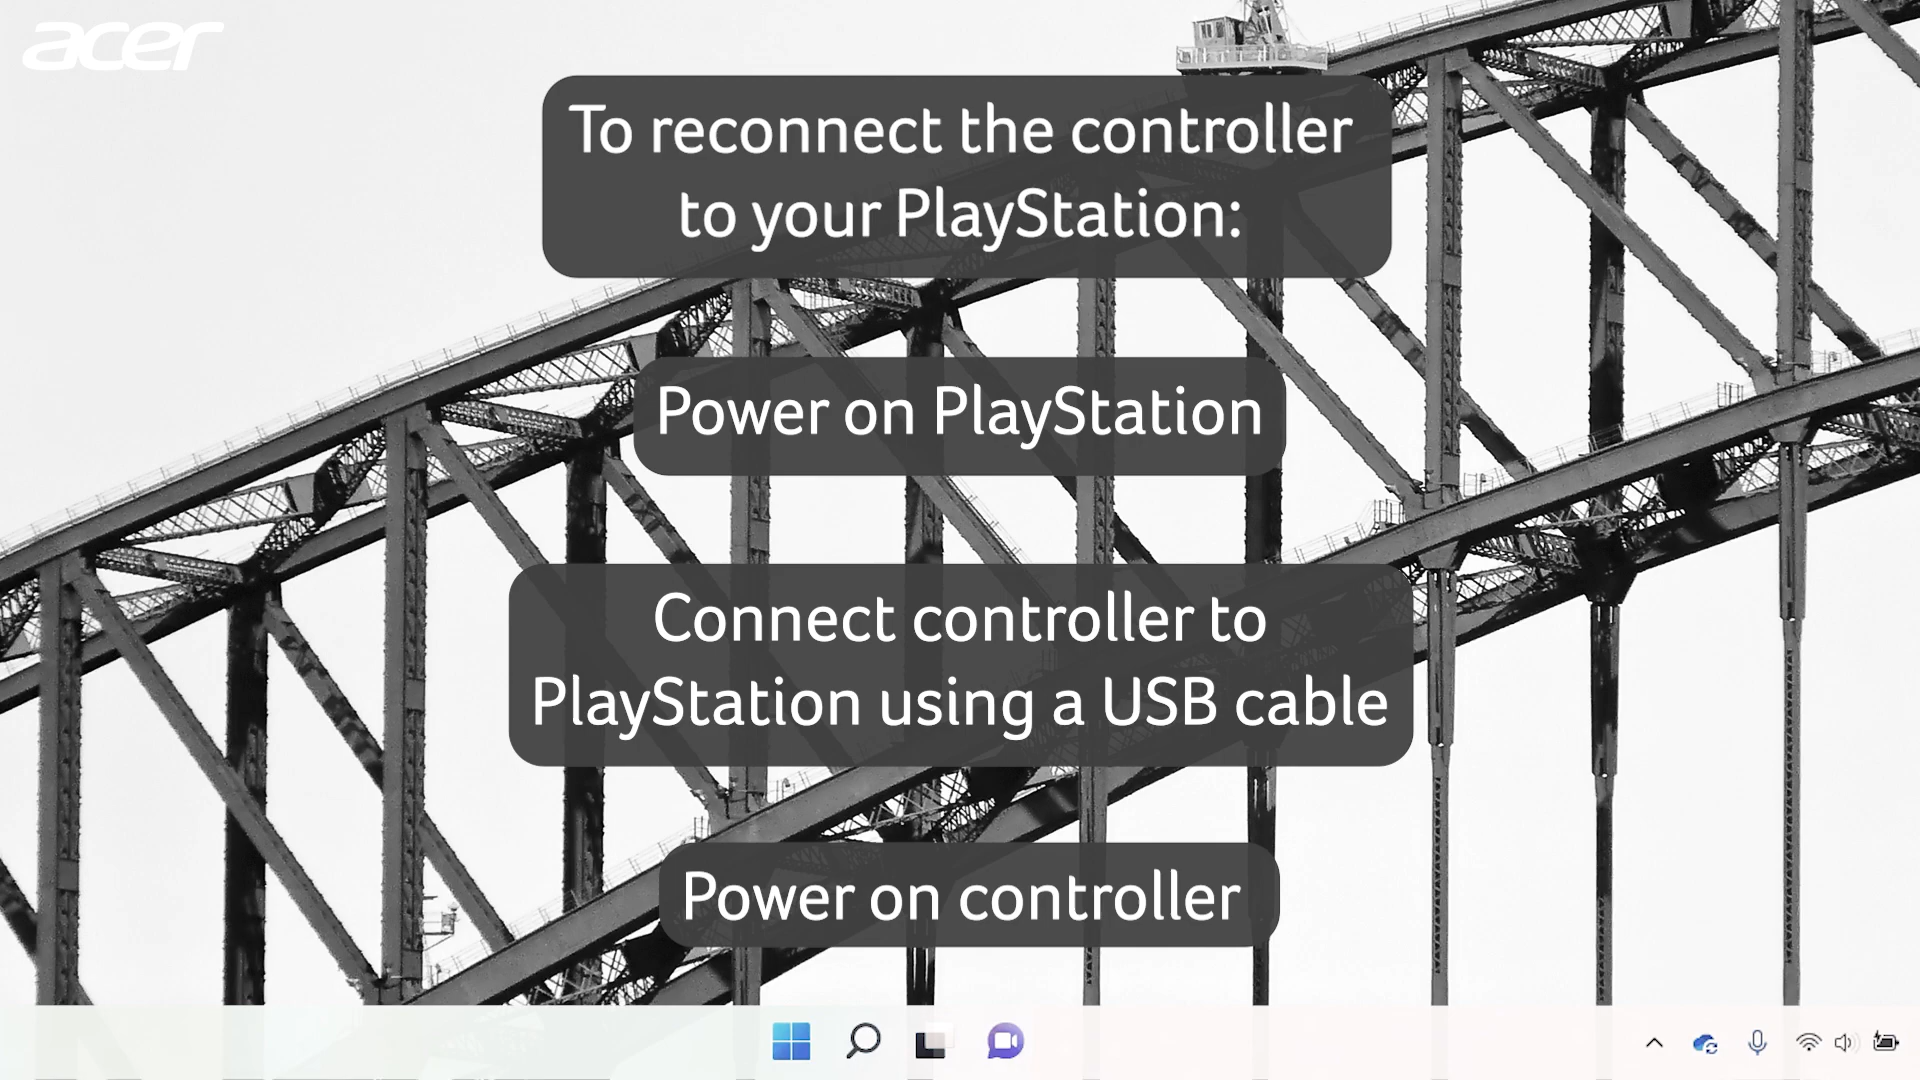 acer
To reconnect the controller
to your PlayStation:
Power on PlayStation
Connect controller to
PlayStation using a USB cable
Power on controller